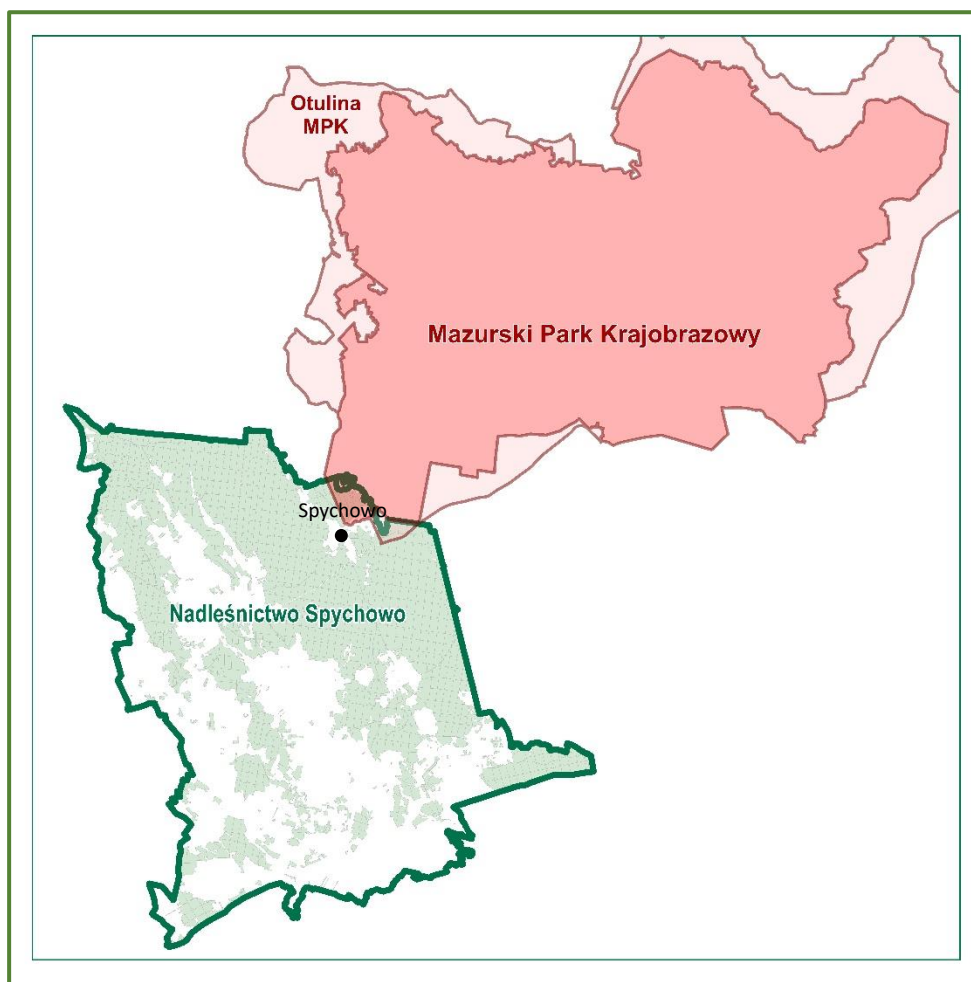 Otulina
MPK
Mazurski Park Krajobrazowy
Spychowo
Nadleśnictwo Spychowo